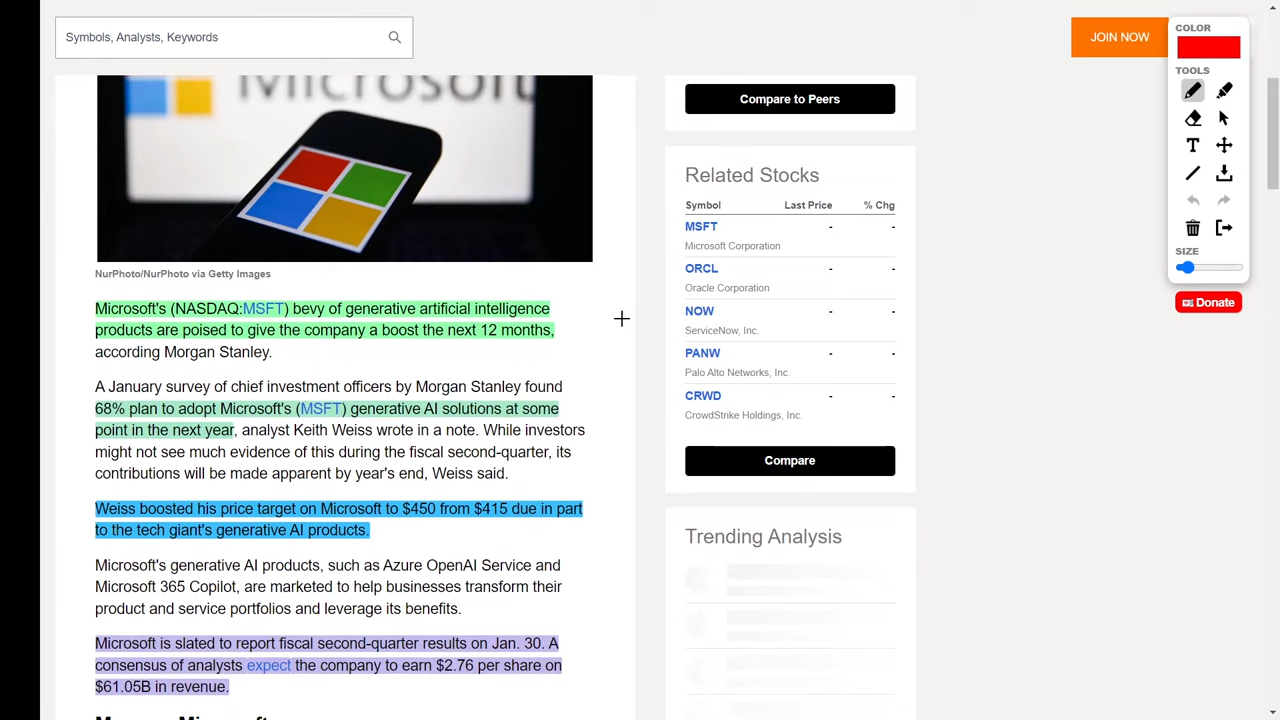 Symbols, Analysts, Keywords
JOIN NOW
COLOR
TOOLS
SIZE
Donate
Microsoft
NurPhoto/NurPhoto via Getty Images
Microsoft's (NASDAQ:MSFT) bevy of generative artificial intelligence
products are poised to give the company a boost the next 12 months,
according Morgan Stanley.
A January survey of chief investment officers by Morgan Stanley found
68% plan to adopt Microsoft's (MSFT) generative AI solutions at some
point in the next year, analyst Keith Weiss wrote in a note. While investors
might not see much evidence of this during the fiscal second-quarter, its
contributions will be made apparent by year's end, Weiss said.
Weiss boosted his price target on Microsoft to $450 from $415 due in part
to the tech giant's generative AI products.
Microsoft's generative AI products, such as Azure OpenAI Service and
Microsoft 365 Copilot, are marketed to help businesses transform their
product and service portfolios and leverage its benefits.
Microsoft is slated to report fiscal second-quarter results on Jan. 30. A
consensus of analysts expect the company to earn $2.76 per share on
$61.05B in revenue.
Compare to Peers
Related Stocks
Symbol Last Price % Chg
MSFT - -
Microsoft Corporation
ORCL - -
Oracle Corporation
NOW - -
ServiceNow, Inc.
PANW - -
Palo Alto Networks, Inc.
CRWD - -
CrowdStrike Holdings, Inc.
Compare
Trending Analysis